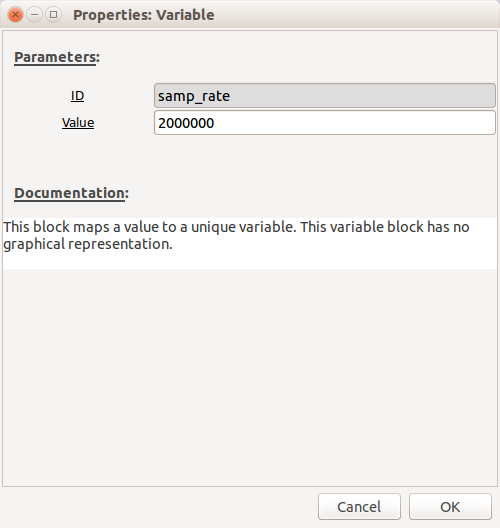 Properties: Variable
Parameters:
ID
samp_rate
Value
2000000
Documentation:
This block maps a value to a unique variable. This variable block has no
graphical representation.
Cancel
OK